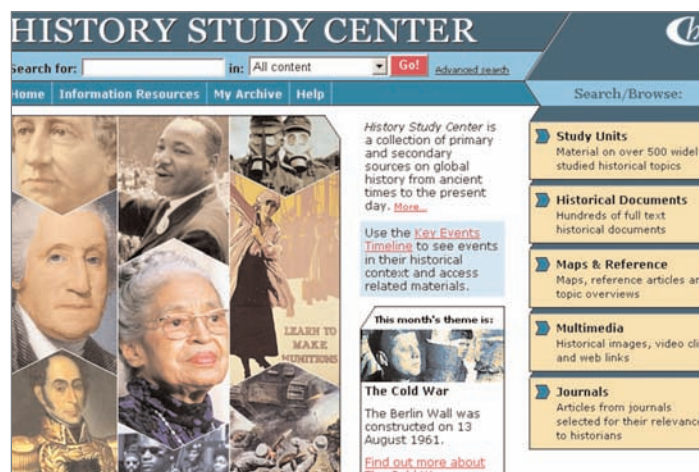 HISTORY STUDY CENTER
Search for:
in: All content
Go!
Advanced search
Home
Information Resources
My Archive
Help
Search/Browse:
LEARN TO
MAKE
MUNITIONS
History Study Center is
a collection of primary
and secondary
sources on global
history from ancient
times to the present
day. More...
Use the Key Events
Timeline to see events
in their historical
context and access
related materials.
This month's theme is:
The Cold War
The Berlin Wall was
constructed on 13
August 1961.
Find out more about
Study Units
Material on over 500 widel
studied historical topics
Historical Documents
Hundreds of full text
historical documents
Maps & Reference
Maps, reference articles an
topic overviews
Multimedia
Historical images, video cli
and web links
Journals
Articles from journals
selected for their relevance
to historians